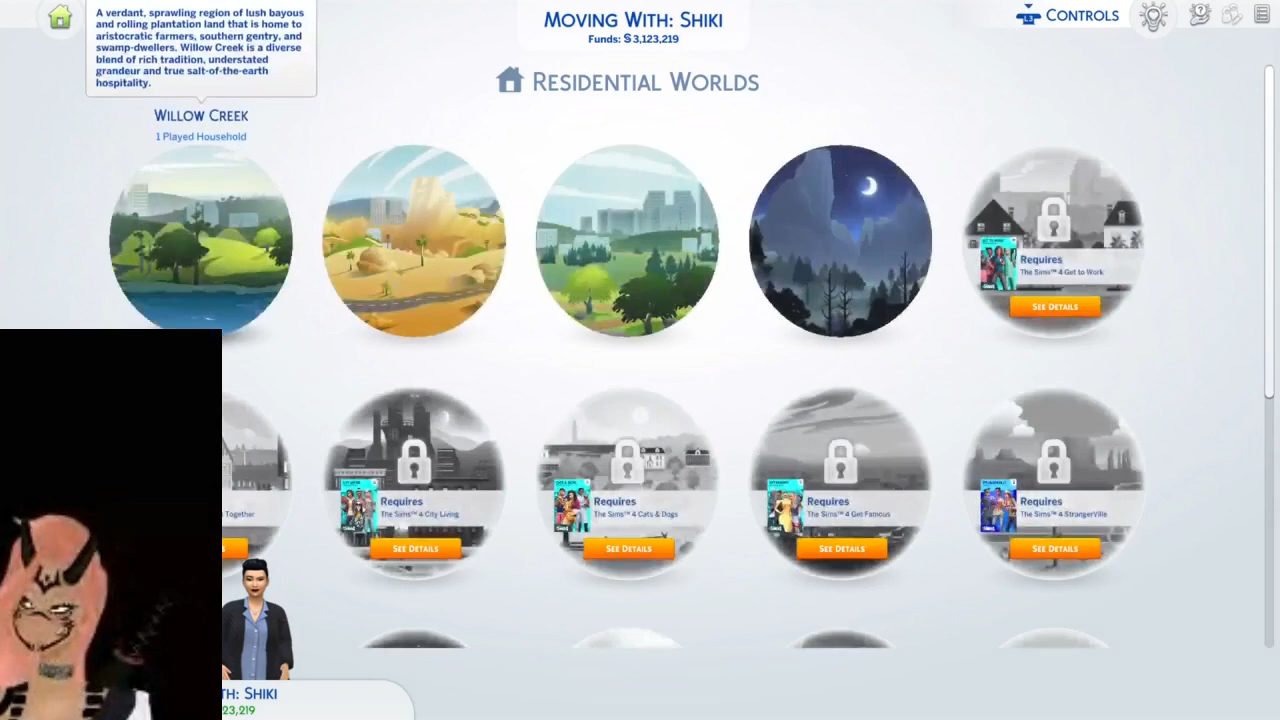 A verdant, sprawling region of lush bayous
and rolling plantation land that is home to
aristocratic farmers, southern gentry, and
swamp-dwellers. Willow Creek is a diverse
blend of rich tradition, understated
grandeur and true salt-of-the-earth
hospitality.
Moving With: Shiki
Funds: §3,123,219
L3 Controls
Residential Worlds
Willow Creek
1 Played Household
Requires
The Sims™ 4 Get to Work
See Details
Together
Requires
The Sims™ 4 City Living
See Details
Requires
The Sims™ 4 Cats & Dogs
See Details
Requires
The Sims™ 4 Get Famous
See Details
Requires
The Sims™ 4 StrangerVille
See Details
TH: Shiki
23,219